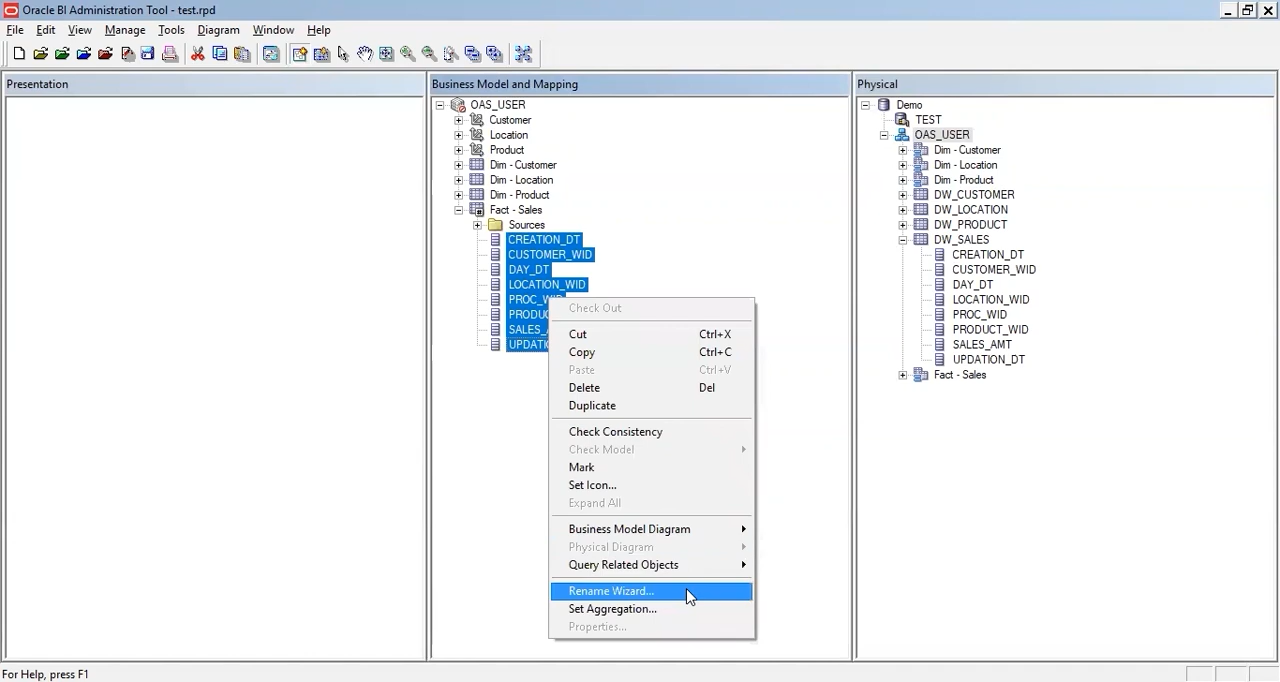 Oracle BI Administration Tool - test.rpd
File Edit View Manage Tools Diagram Window Help
Presentation
Business Model and Mapping
OAS_USER
Customer
Location
Product
Dim - Customer
Dim - Location
Dim - Product
Fact - Sales
Sources
CREATION_DT
CUSTOMER_WID
DAY_DT
LOCATION_WID
PROC_WID
PRODU
SALES_A
UPDATIO
Check Out
Cut Ctrl+X
Copy Ctrl+C
Paste Ctrl+V
Delete Del
Duplicate
Check Consistency
Check Model
Mark
Set Icon...
Expand All
Business Model Diagram
Physical Diagram
Query Related Objects
Rename Wizard...
Set Aggregation...
Properties...
Physical
Demo
TEST
OAS_USER
Dim - Customer
Dim - Location
Dim - Product
DW_CUSTOMER
DW_LOCATION
DW_PRODUCT
DW_SALES
CREATION_DT
CUSTOMER_WID
DAY_DT
LOCATION_WID
PROC_WID
PRODUCT_WID
SALES_AMT
UPDATION_DT
Fact - Sales
For Help, press F1